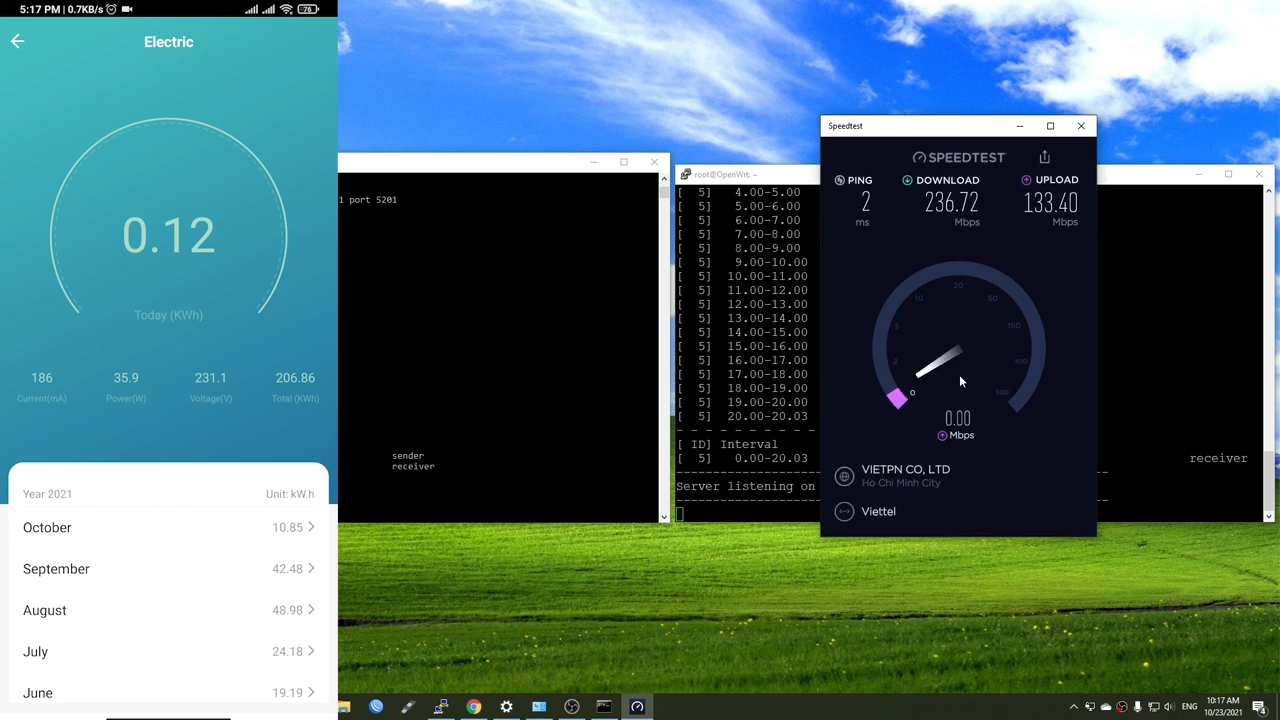 5:17 PM | 0.7KB/s
76
Electric
0.12
Today (KWh)
186
35.9
231.1
206.86
Current(mA)
Power(W)
Voltage(V)
Total (KWh)
Year 2021
Unit: kW.h
October
10.85
September
42.48
August
48.98
July
24.18
June
19.19
1 port 5201
sender
receiver
root@OpenWrt: ~
[  5]   4.00-5.00
[  5]   5.00-6.00
[  5]   6.00-7.00
[  5]   7.00-8.00
[  5]   8.00-9.00
[  5]   9.00-10.00
[  5]  10.00-11.00
[  5]  11.00-12.00
[  5]  12.00-13.00
[  5]  13.00-14.00
[  5]  14.00-15.00
[  5]  15.00-16.00
[  5]  16.00-17.00
[  5]  17.00-18.00
[  5]  18.00-19.00
[  5]  19.00-20.00
[  5]  20.00-20.03
- - - - - - - - - -
[ ID] Interval
[  5]   0.00-20.03
receiver
Server listening on
Speedtest
SPEEDTEST
PING
DOWNLOAD
UPLOAD
2
236.72
133.40
ms
Mbps
Mbps
0
2
5
10
20
50
150
300
500
0.00
Mbps
VIETPN CO, LTD
Ho Chi Minh City
Viettel
ENG
10:17 AM
10/23/2021